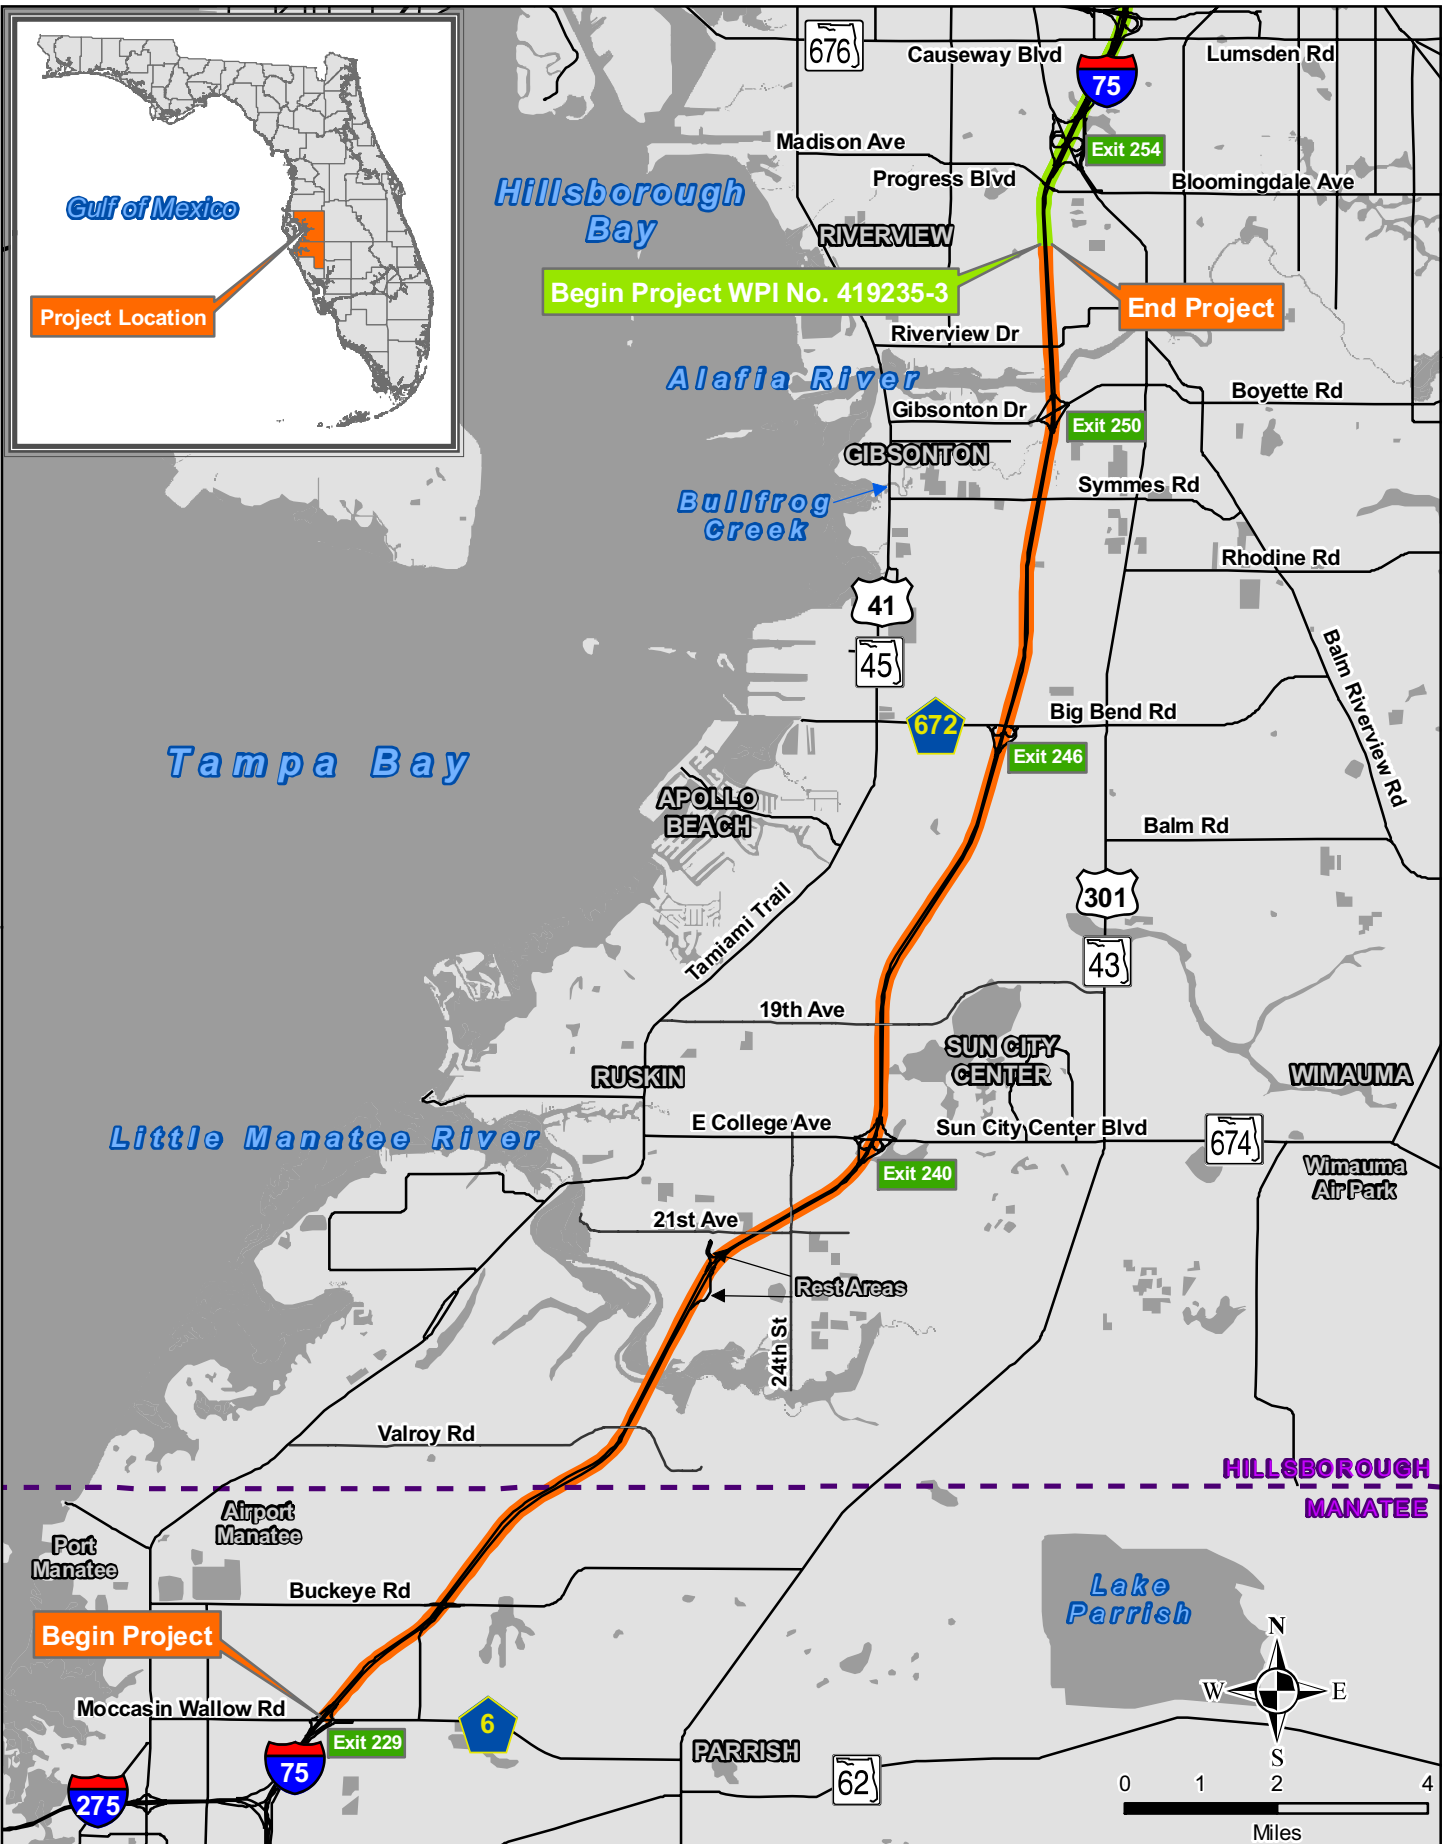 676
Causeway Blvd
Lumsden Rd
75
Madison Ave
Exit 254
Progress Blvd
Bloomingdale Ave
Gulf of Mexico
Hillsborough
Bay
RIVERVIEW
Project Location
Begin Project WPI No. 419235-3
End Project
Riverview Dr
Alafia River
Boyette Rd
Gibsonton Dr
Exit 250
GIBSONTON
Symmes Rd
Bullfrog
Creek
Rhodine Rd
41
45
Balm Riverview Rd
672
Big Bend Rd
Exit 246
Tampa Bay
APOLLO
BEACH
Balm Rd
301
Tamiami Trail
43
19th Ave
SUN CITY
CENTER
RUSKIN
WIMAUMA
E College Ave
Sun City Center Blvd
Little Manatee River
674
Exit 240
Wimauma
Air Park
21st Ave
Rest Areas
24th St
Valroy Rd
HILLSBOROUGH
MANATEE
Airport
Manatee
Port
Manatee
Buckeye Rd
Lake
Parrish
Begin Project
N
W
E
S
Moccasin Wallow Rd
6
Exit 229
75
PARRISH
62
275
0 1 2 4
Miles